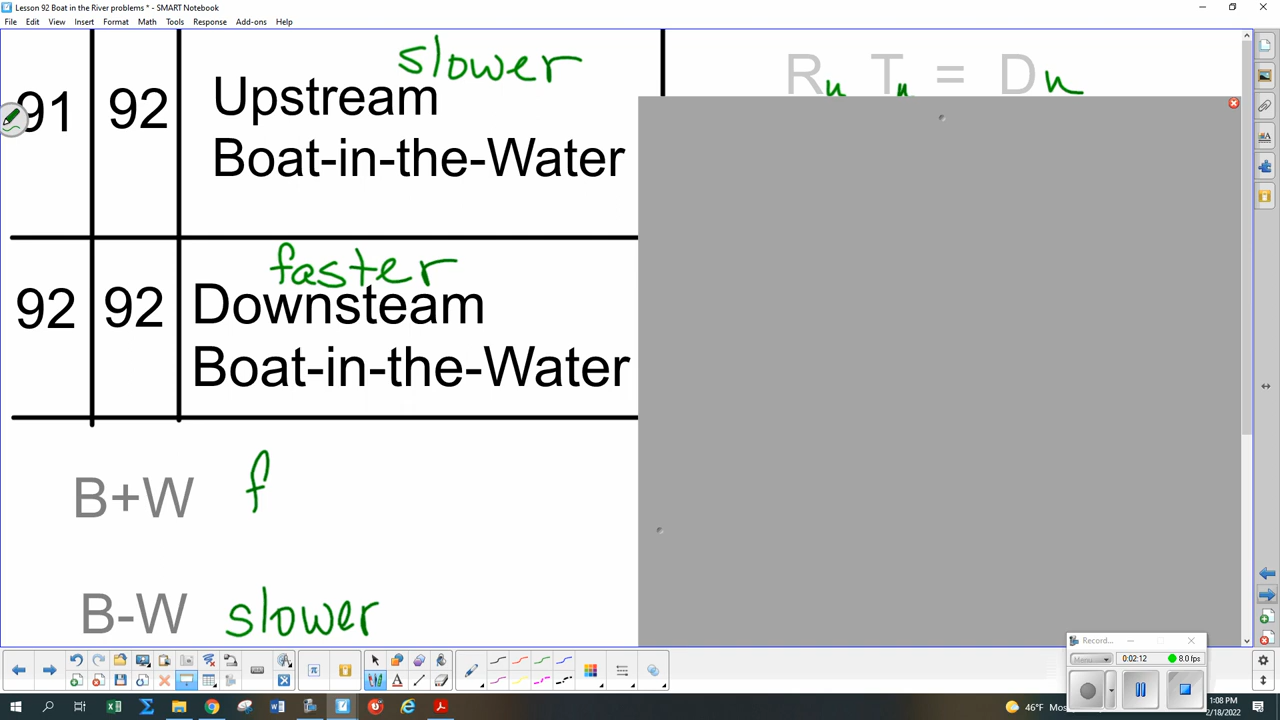 Lesson 92 Boat in the River problems * - SMART Notebook
File Edit View Insert Format Math Tools Response Add-ons Help
slower
91 92 Upstream
Boat-in-the-Water
faster
92 92 Downsteam
Boat-in-the-Water
B+W f
B-W slower
Rn Tn = Dn
Record...
Menu
0:02:12 8.0 fps
46°F
1:08 PM
2/18/2022